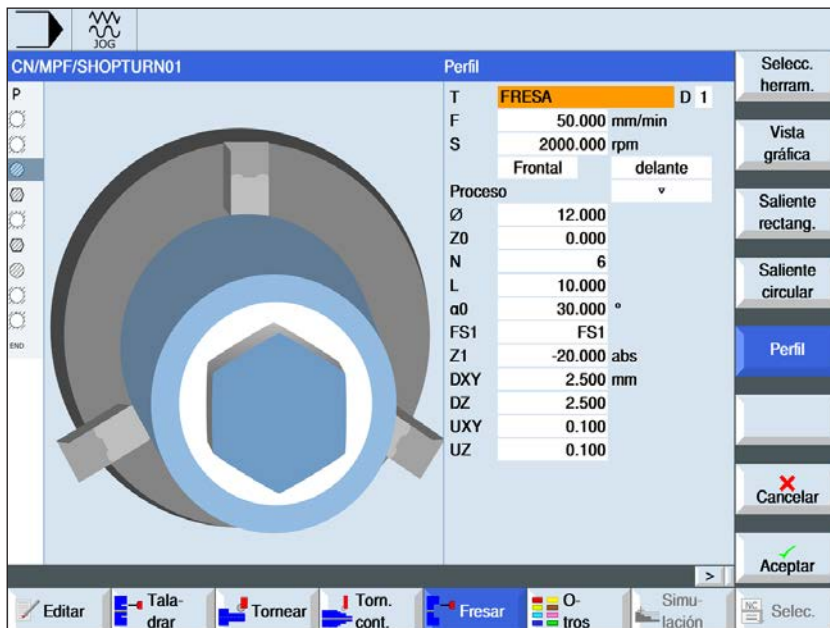 JOG
CN/MPF/SHOPTURN01
Perfil
P
END
T FRESA D 1
F 50.000 mm/min
S 2000.000 rpm
Frontal delante
Proceso ▿
Ø 12.000
Z0 0.000
N 6
L 10.000
α0 30.000 °
FS1 FS1
Z1 -20.000 abs
DXY 2.500 mm
DZ 2.500
UXY 0.100
UZ 0.100
Selecc.
herram.
Vista
gráfica
Saliente
rectang.
Saliente
circular
Perfil
Cancelar
Aceptar
>
Editar
Tala-
drar
Tornear
Torn.
cont.
Fresar
O-
tros
Simu-
lación
NC
Selec.